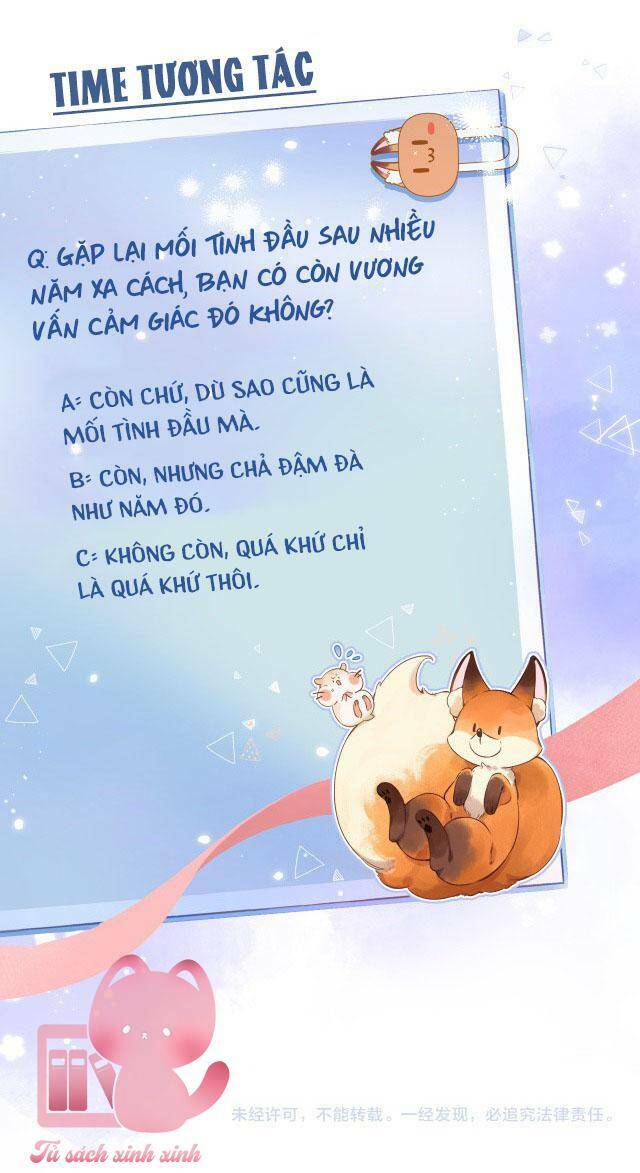 TIME TƯƠNG TÁC
Q: GẶP LẠI MỐI TÌNH ĐẦU SAU NHIỀU
NĂM XA CÁCH, BẠN CÓ CÒN VƯƠNG
VẤN CẢM GIÁC ĐÓ KHÔNG?
A: CÒN CHỨ, DÙ SAO CŨNG LÀ
MỐI TÌNH ĐẦU MÀ.
B: CÒN, NHƯNG CHẢ ĐẬM ĐÀ
NHƯ NĂM ĐÓ.
C: KHÔNG CÒN, QUÁ KHỨ CHỈ
LÀ QUÁ KHỨ THÔI.
未经许可，不能转载。一经发现，必追究法律责任。
Tủ sách xinh xinh